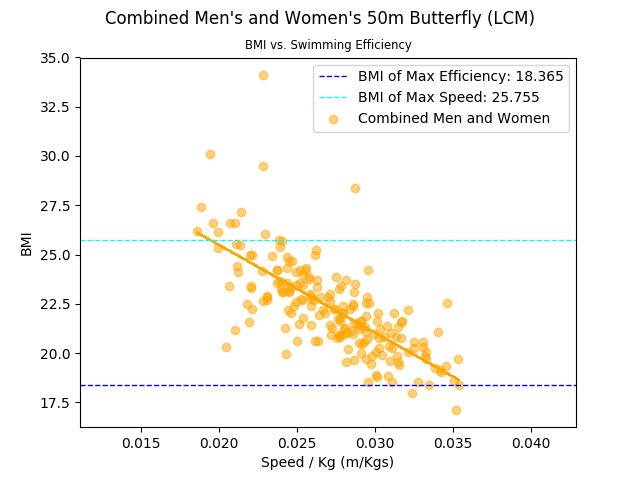 Combined Men's and Women's 50m Butterfly (LCM)
BMI vs. Swimming Efficiency
BMI of Max Efficiency: 18.365
BMI of Max Speed: 25.755
Combined Men and Women
35.0
32.5
30.0
27.5
25.0
22.5
20.0
17.5
BMI
0.015 0.020 0.025 0.030 0.035 0.040
Speed / Kg (m/Kgs)